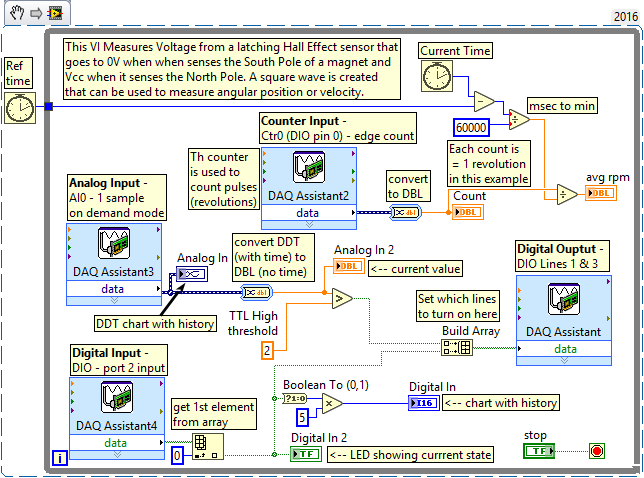 2016
This VI Measures Voltage from a latching Hall Effect sensor that
goes to 0V when when senses the South Pole of a magnet and
Vcc when it senses the North Pole. A square wave is created
that can be used to measure angular position or velocity.
Current Time
Ref
time
msec to min
60000
Counter Input -
Ctr0 (DIO pin 0) - edge count
Th counter
is used to
count pulses
(revolutions)
DAQ Assistant2
data
convert
to DBL
Each count is
= 1 revolution
in this example
Count
DBL
avg rpm
DBL
Analog Input -
AI0 - 1 sample
on demand mode
DAQ Assistant3
data
Analog In
DDT chart with history
convert DDT
(with time) to
DBL (no time)
Analog In 2
DBL
<-- current value
TTL High
threshold
2
>
Set which lines
to turn on here
Build Array
Digital Ouptut -
DIO Lines 1 & 3
DAQ Assistant
data
Digital Input -
DIO - port 2 input
DAQ Assistant4
data
get 1st element
from array
0
Boolean To (0,1)
?1:0
5
Digital In
I16
<-- chart with history
Digital In 2
TF
<-- LED showing currrent state
stop
TF
i